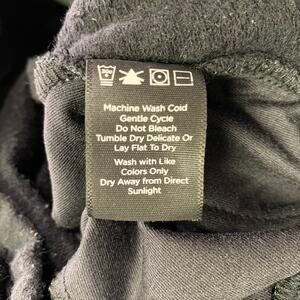 Machine Wash Cold
Gentle Cycle
Do Not Bleach
Tumble Dry Delicate Or
Lay Flat To Dry
Wash with Like
Colors Only
Dry Away from Direct
Sunlight